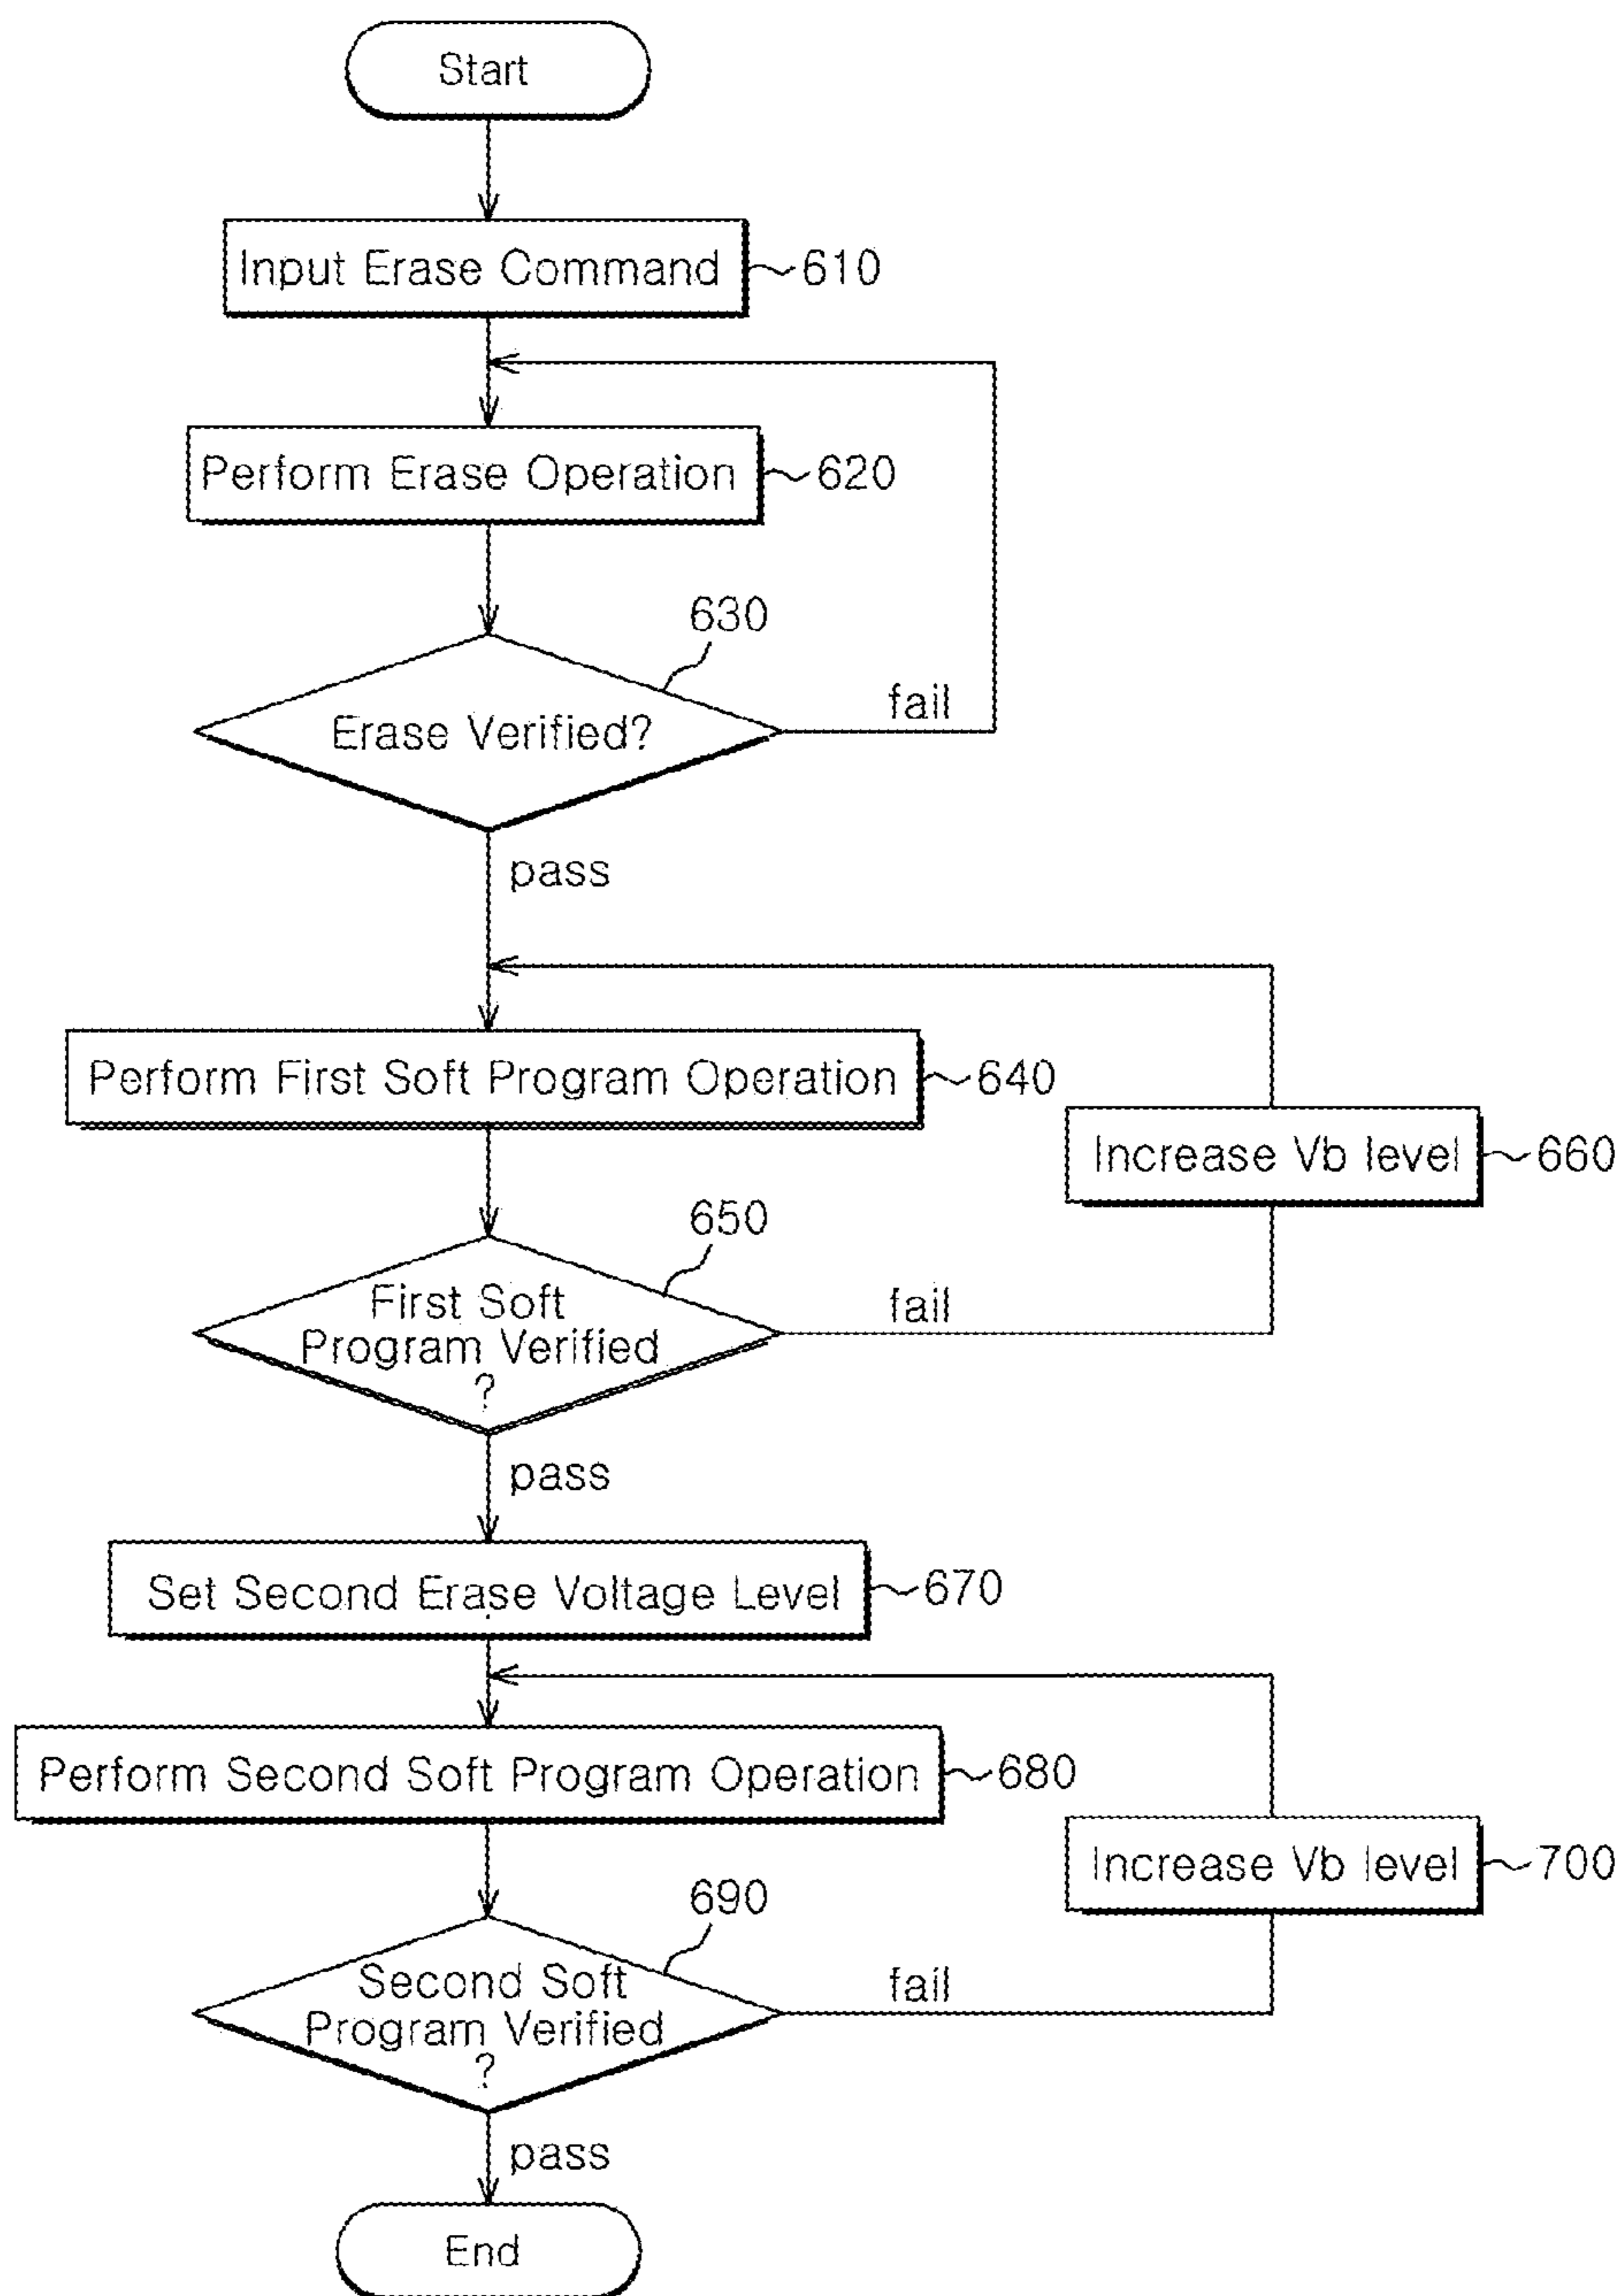 Start
Input Erase Command
610
Perform Erase Operation
620
630
Erase Verified?
fail
pass
Perform First Soft Program Operation
640
Increase Vb level
660
650
First Soft
Program Verified
?
fail
pass
Set Second Erase Voltage Level
670
Perform Second Soft Program Operation
680
Increase Vb level
700
690
Second Soft
Program Verified
?
fail
pass
End